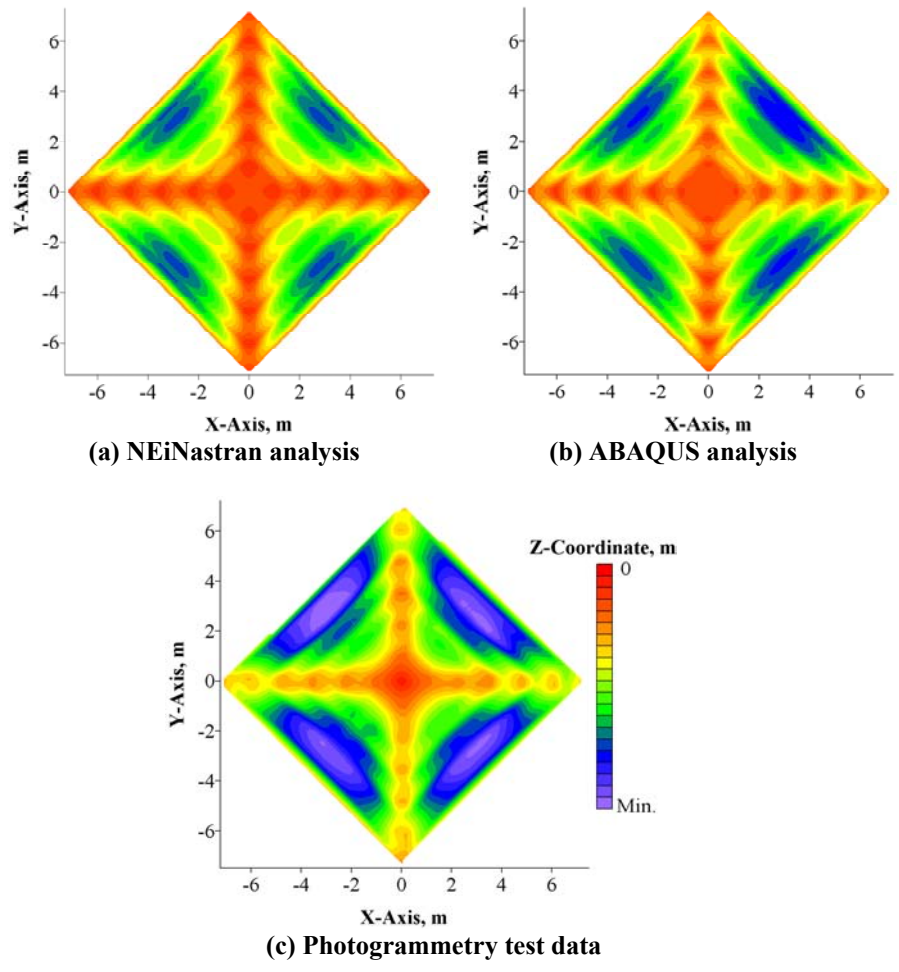 6
4
2
0
-2
-4
-6
Y-Axis, m
-6 -4 -2 0 2 4 6
X-Axis, m
(a) NEiNastran analysis
6
4
2
0
-2
-4
-6
Y-Axis, m
-6 -4 -2 0 2 4 6
X-Axis, m
(b) ABAQUS analysis
6
4
2
0
-2
-4
-6
Y-Axis, m
-6 -4 -2 0 2 4 6
X-Axis, m
Z-Coordinate, m
0
Min.
(c) Photogrammetry test data